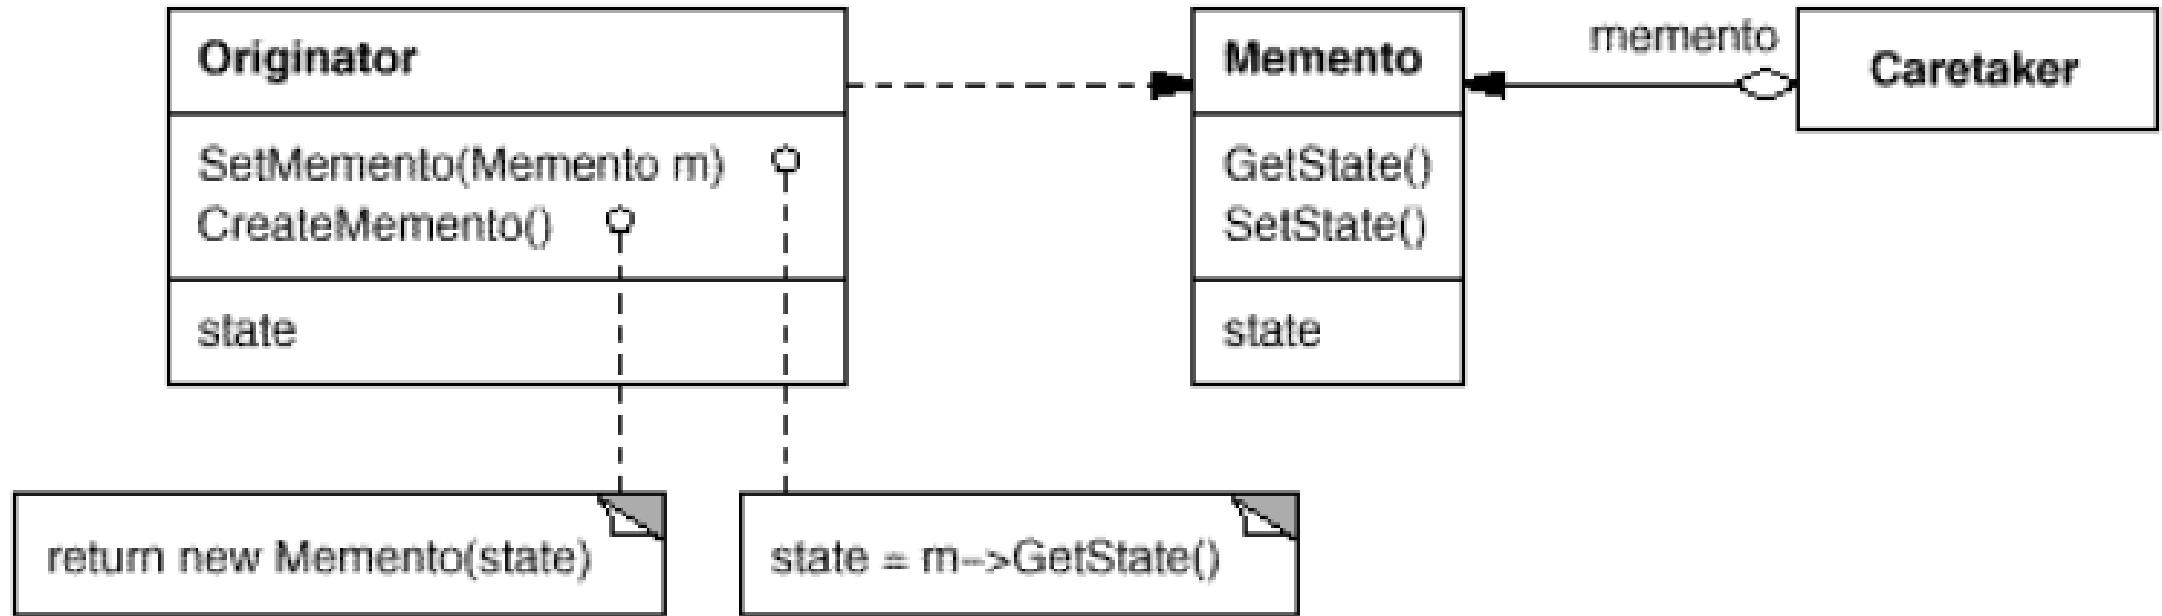 Originator
SetMemento(Memento m)
CreateMemento()
state
Memento
GetState()
SetState()
state
memento
Caretaker
return new Memento(state)
state = m->GetState()